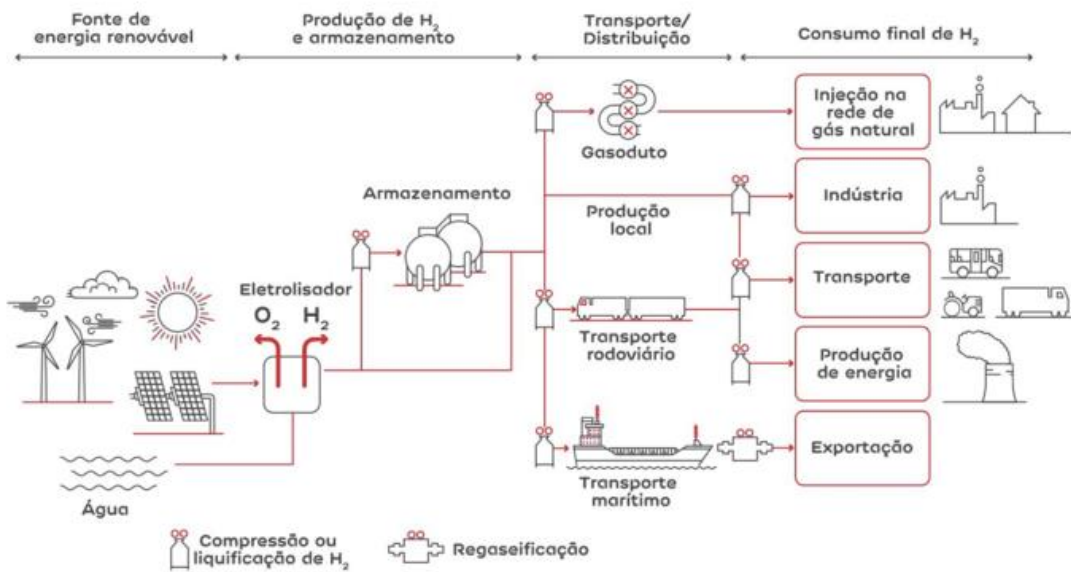 Fonte de
energia renovável
Produção de H₂
e armazenamento
Transporte/
Distribuição
Consumo final de H₂
Injeção na
rede de
gás natural
Gasoduto
Armazenamento
Indústria
Produção
local
Eletrolisador
O₂ H₂
Transporte
Transporte
rodoviário
Produção
de energia
Exportação
Transporte
marítimo
Água
Compressão ou
liquificação de H₂
Regaseificação